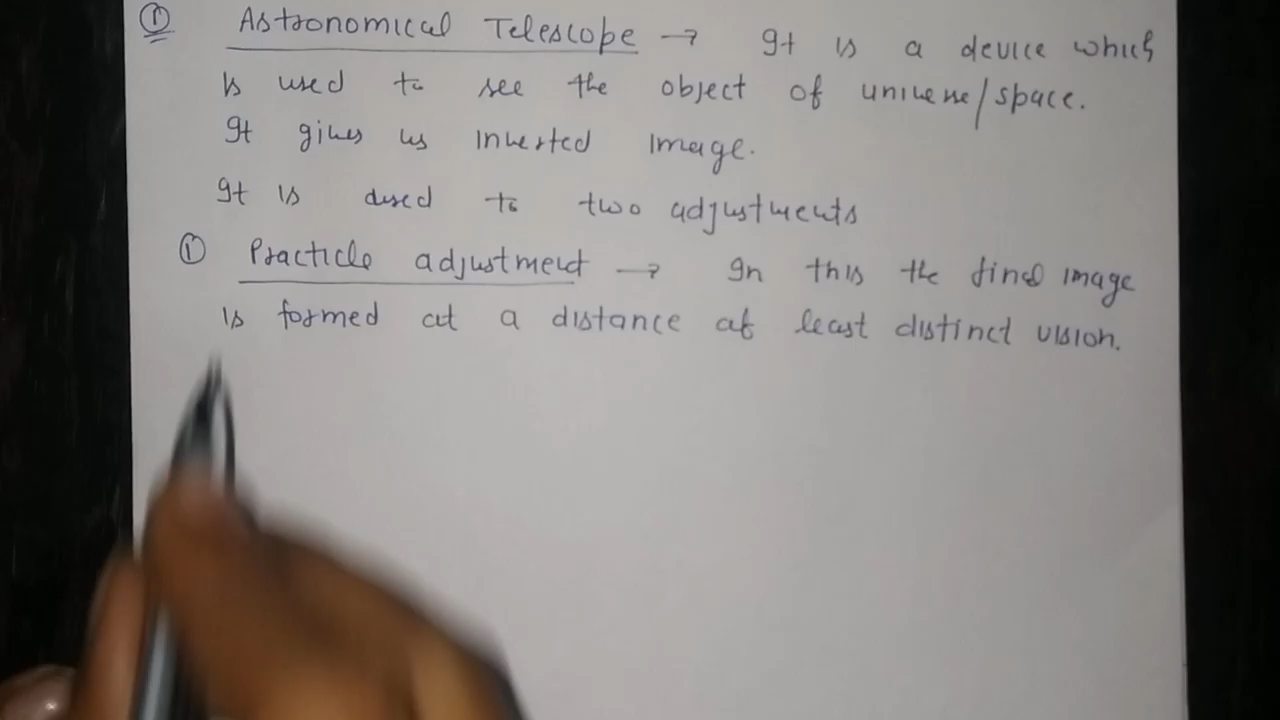 ① Astronomical Telescope → It is a device which
is used to see the object of universe/space.
It gives us inverted image.
It is used to two adjustments
① Practicle adjustment → In this the final image
is formed at a distance of least distinct vision.